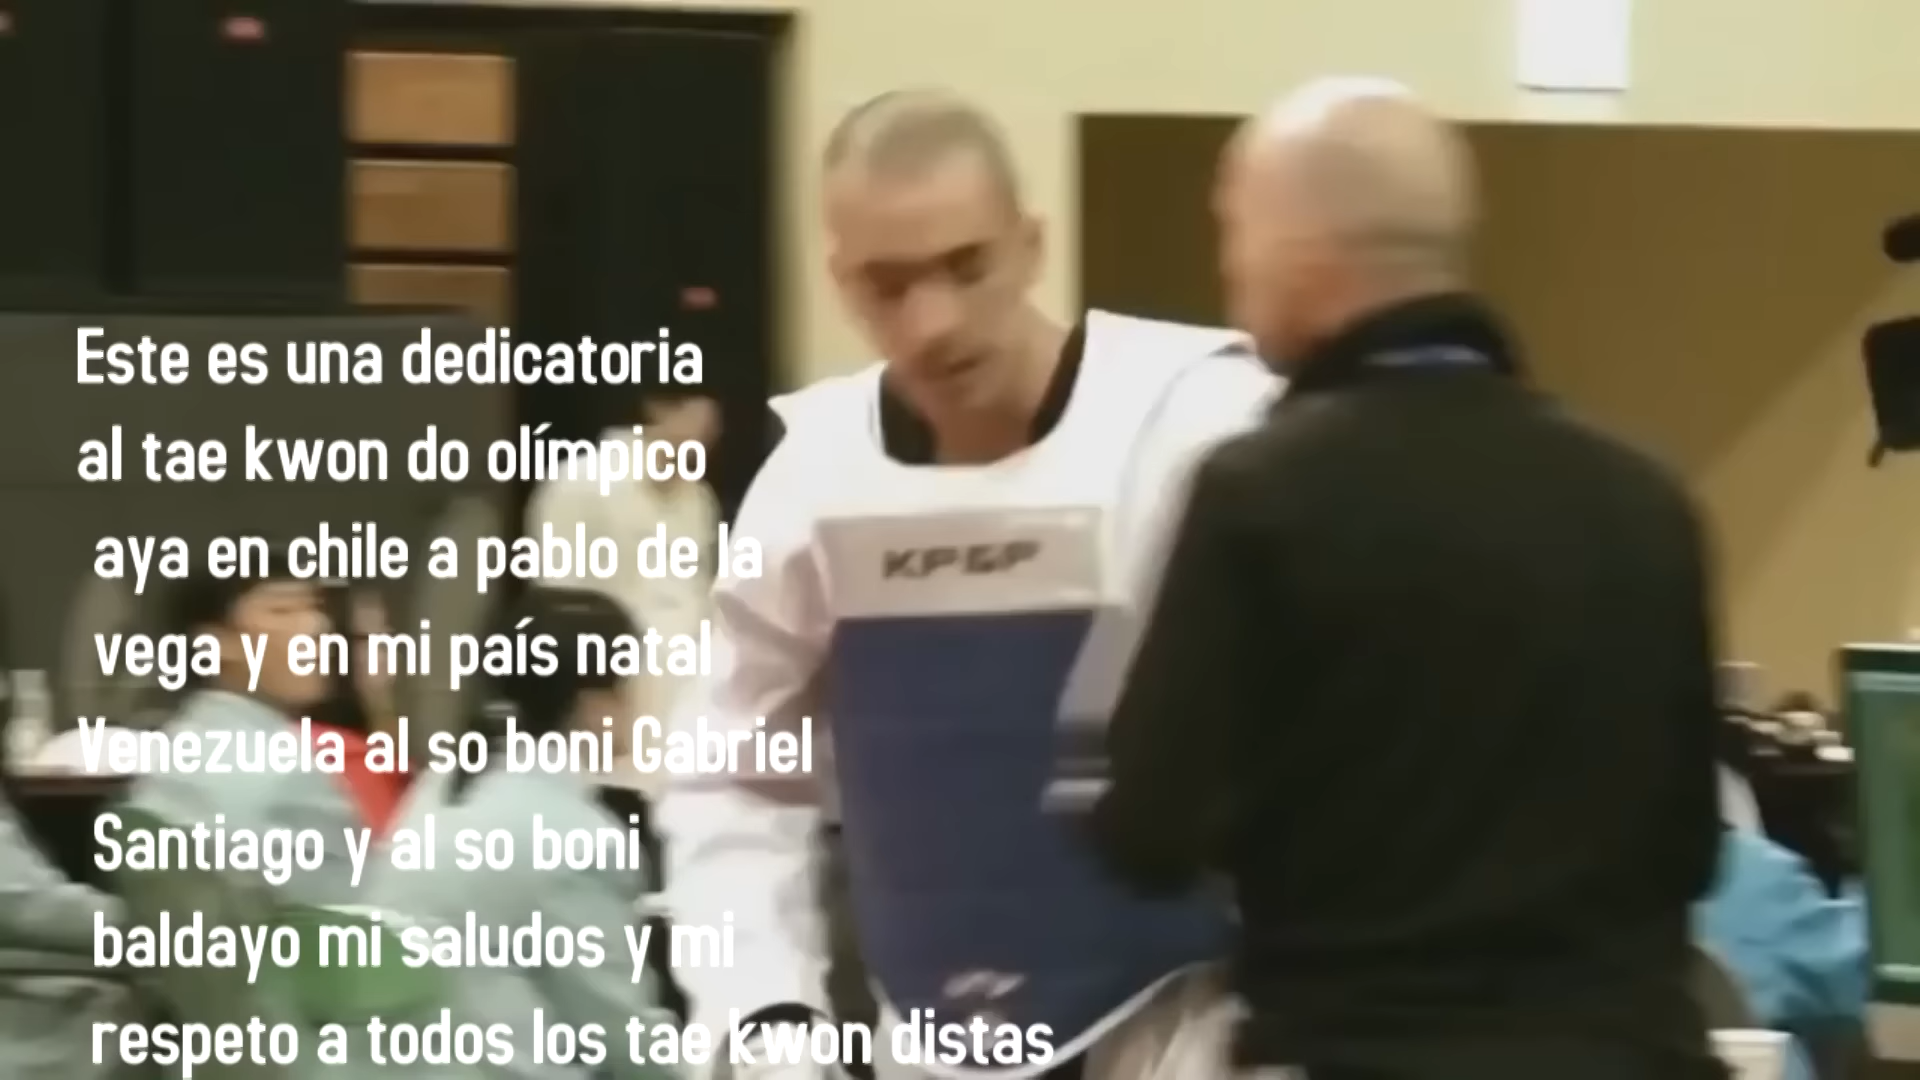 Este es una dedicatoria
al tae kwon do olímpico
aya en chile a pablo de la
vega y en mi país natal
Venezuela al so boni Gabriel
Santiago y al so boni
baldayo mi saludos y mi
respeto a todos los tae kwon distas
KP&P